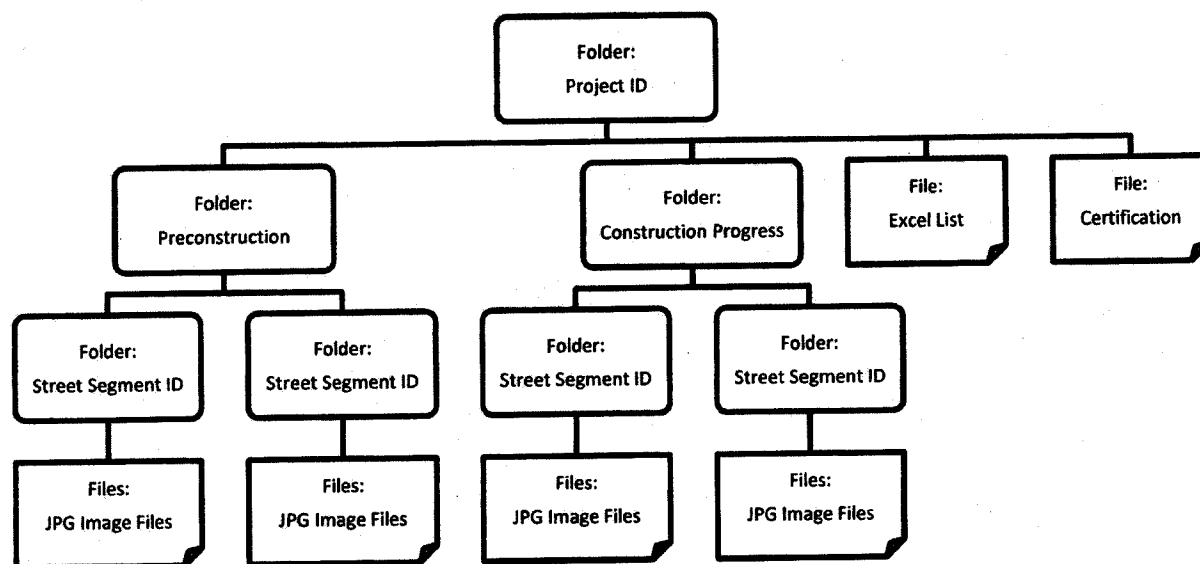 Folder:
Project ID
Folder:
Preconstruction
Folder:
Construction Progress
File:
Excel List
File:
Certification
Folder:
Street Segment ID
Folder:
Street Segment ID
Folder:
Street Segment ID
Folder:
Street Segment ID
Files:
JPG Image Files
Files:
JPG Image Files
Files:
JPG Image Files
Files:
JPG Image Files